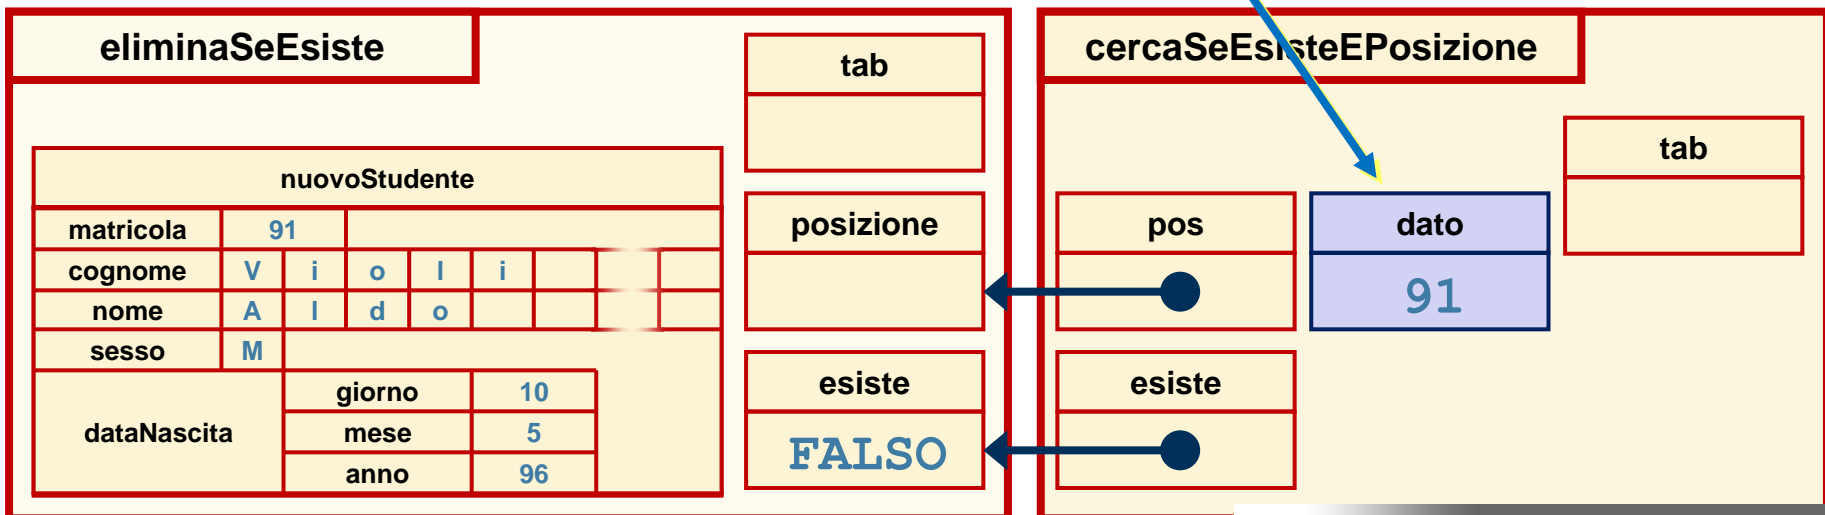 eliminaSeEsiste
tab
nuovoStudente
matricola 91
cognome V i o l i
nome A l d o
sesso M
dataNascita
giorno 10
mese 5
anno 96
posizione
esiste
FALSO
cercaSeEsisteEPosizione
tab
pos
dato
91
esiste